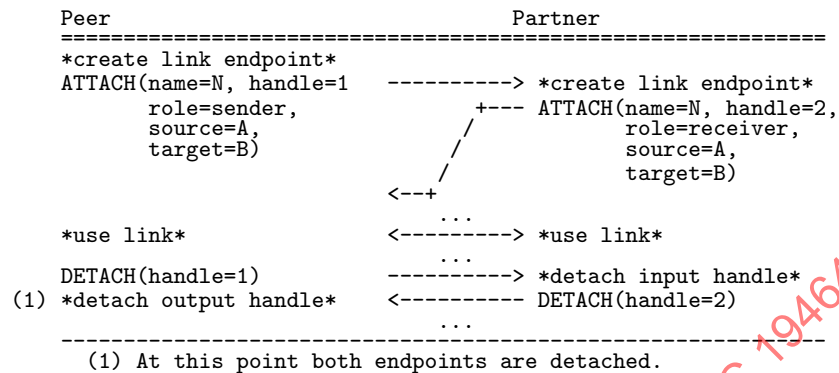 Peer                                   Partner
================================================================
*create link endpoint*
ATTACH(name=N, handle=1   ----------> *create link endpoint*
       role=sender,                +--- ATTACH(name=N, handle=2,
       source=A,                  /            role=receiver,
       target=B)                 /             source=A,
                                /              target=B)
                          <--+
                              ...
*use link*                <---------> *use link*
                              ...
DETACH(handle=1)          ----------> *detach input handle*
(1) *detach output handle*    <---------- DETACH(handle=2)
                              ...
----------------------------------------------------------------
(1) At this point both endpoints are detached.